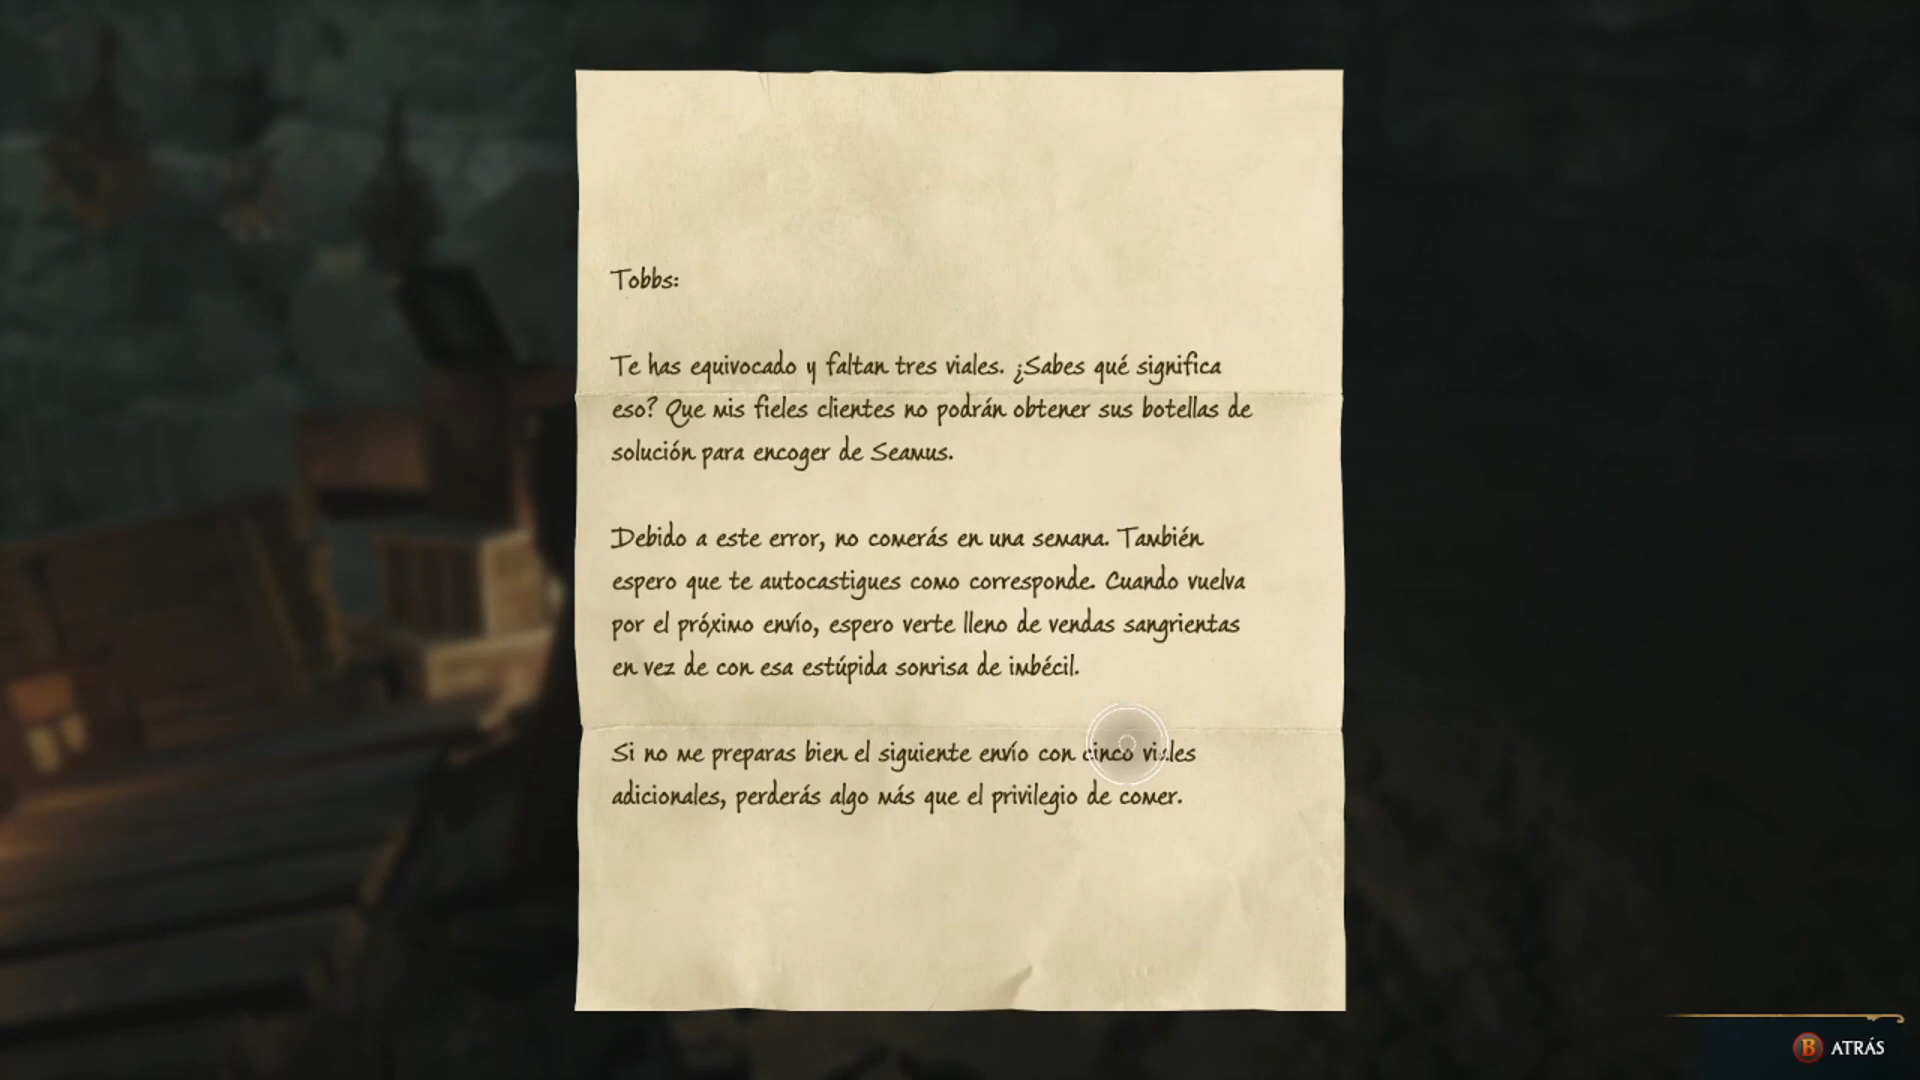 Tobbs:
Te has equivocado y faltan tres viales. ¿Sabes qué significa
eso? Que mis fieles clientes no podrán obtener sus botellas de
solución para encoger de Seamus.
Debido a este error, no comerás en una semana. También
espero que te autocastigues como corresponde. Cuando vuelva
por el próximo envío, espero verte lleno de vendas sangrientas
en vez de con esa estúpida sonrisa de imbécil.
Si no me preparas bien el siguiente envío con cinco viales
adicionales, perderás algo más que el privilegio de comer.
B ATRÁS